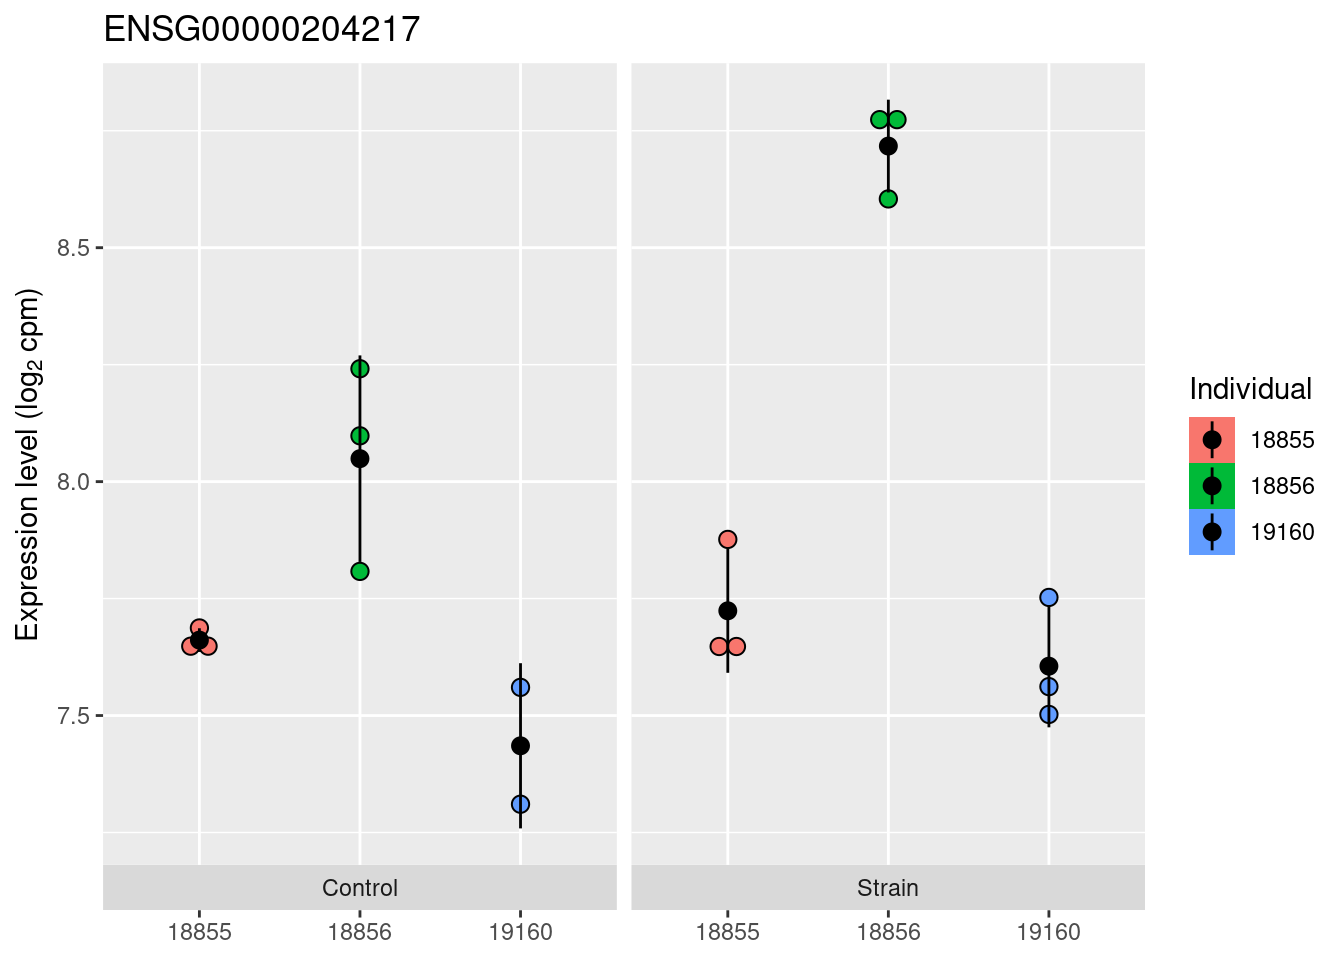 ENSG00000204217
Expression level (log₂ cpm)
8.5
8.0
7.5
Control
Strain
18855 18856 19160
18855 18856 19160
Individual
18855
18856
19160